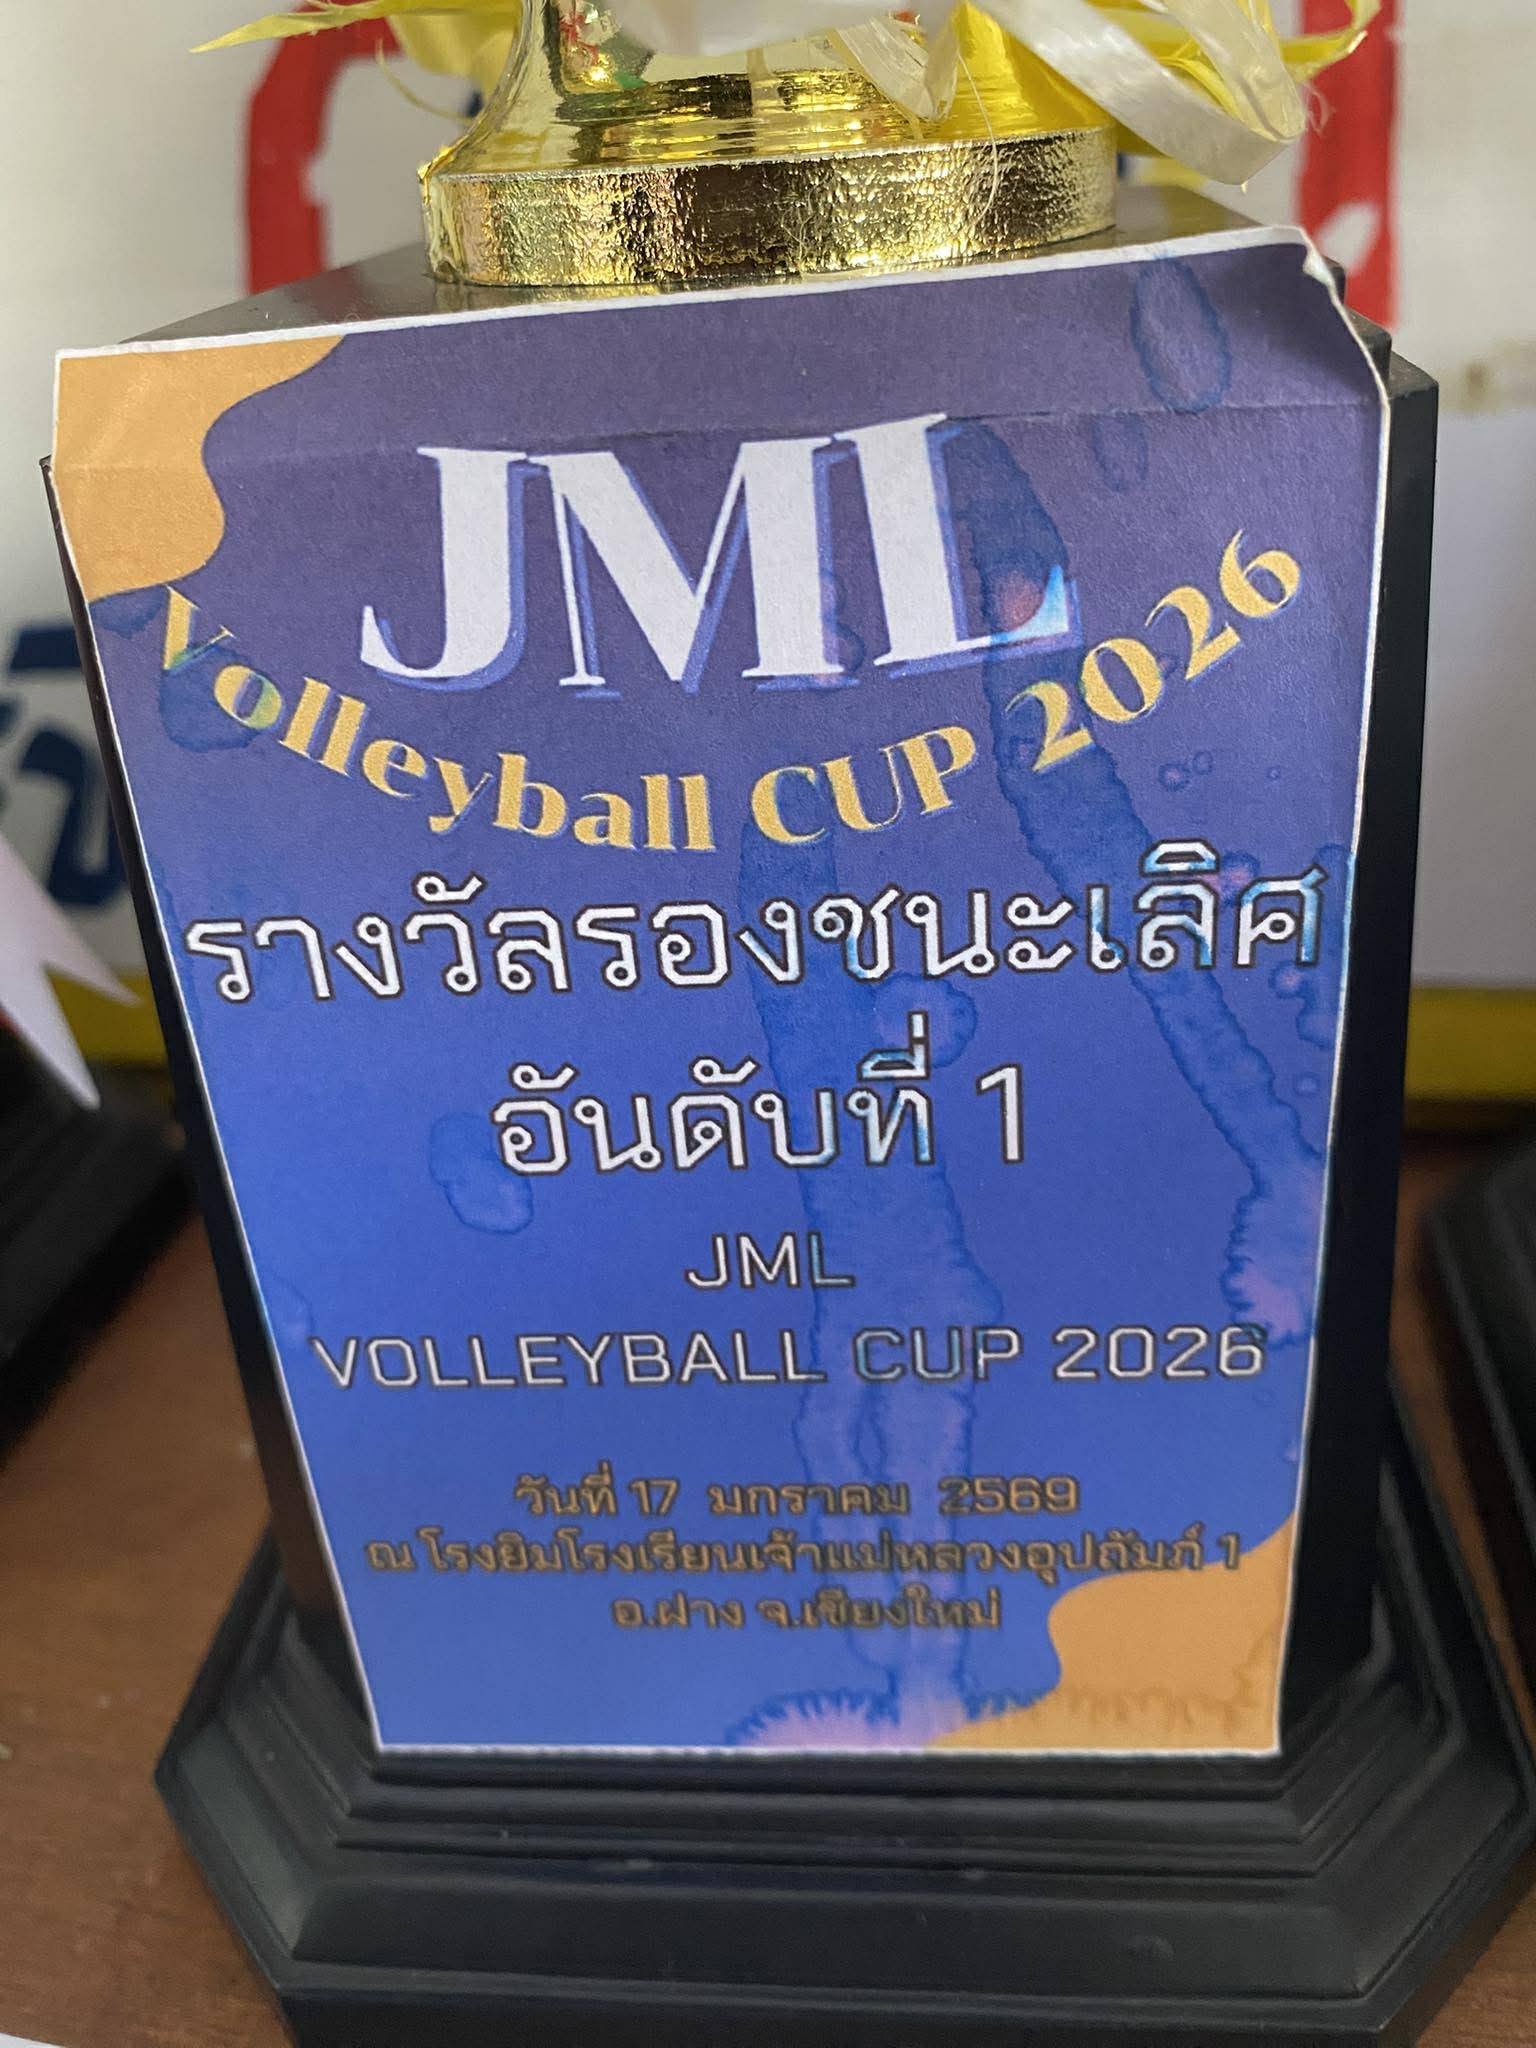 JML
Volleyball CUP 2026
รางวัลรองชนะเลิศ
อันดับที่ 1
JML
VOLLEYBALL CUP 2026
วันที่ 17 มกราคม 2569
ณ โรงยิมโรงเรียนเจ้าแม่หลวงอุปถัมภ์ 1
อ.ฝาง จ.เชียงใหม่